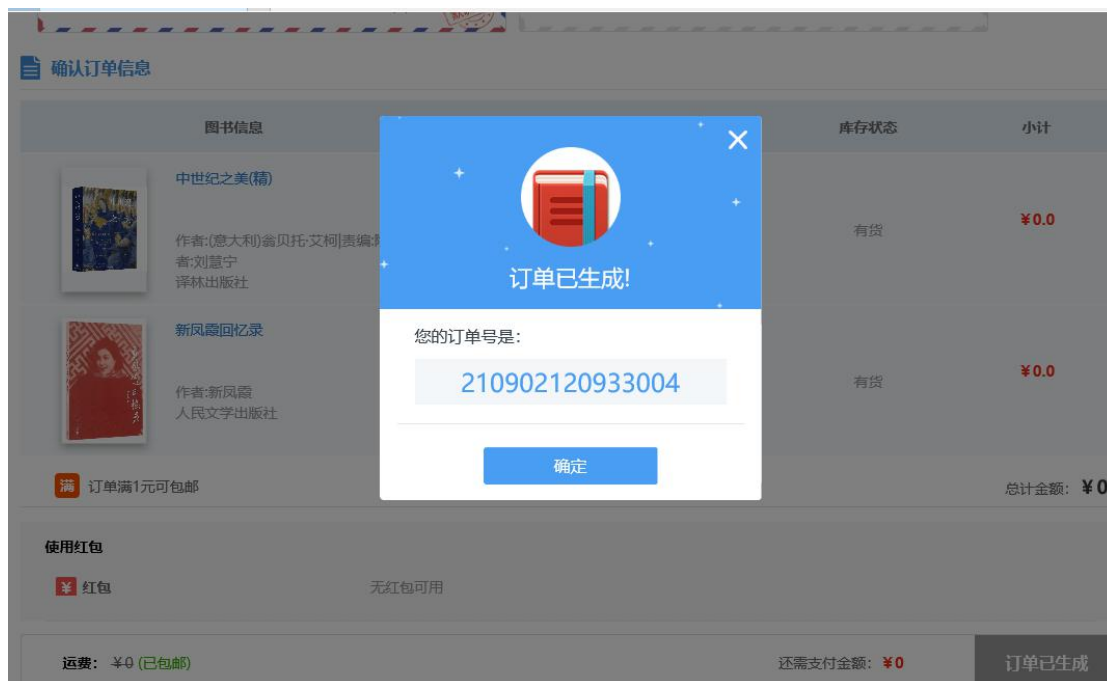 确认订单信息
图书信息
库存状态
小计
中世纪之美(精)
作者:(意大利)翁贝托·艾柯|责编:
者:刘慧宁
译林出版社
有货
¥0.0
新凤霞回忆录
作者:新凤霞
人民文学出版社
有货
¥0.0
订单已生成!
您的订单号是:
210902120933004
确定
满 订单满1元可包邮
总计金额: ¥0
使用红包
¥ 红包
无红包可用
运费: ¥0 (已包邮)
还需支付金额: ¥0
订单已生成